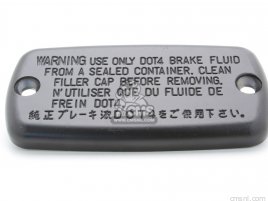 WARNING USE ONLY DOT4 BRAKE FLUID
FROM A SEALED CONTAINER. CLEAN
FILLER CAP BEFORE REMOVING.
N'UTILISER QUE DU FLUIDE DE
FREIN DOT4
純正ブレーキ液DOT4をご使用下さい。
cmsnl.com